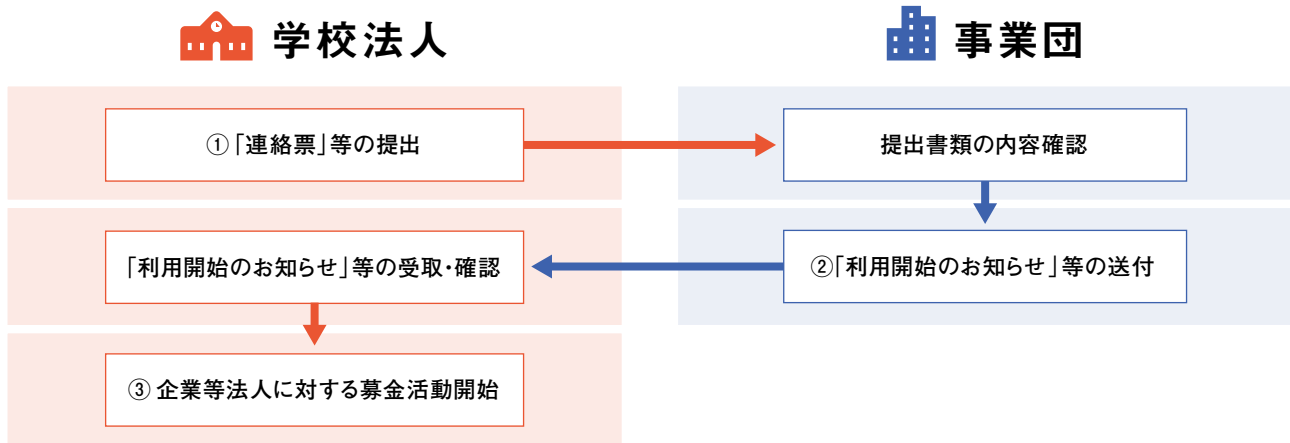 学校法人
事業団
①「連絡票」等の提出
提出書類の内容確認
「利用開始のお知らせ」等の受取・確認
②「利用開始のお知らせ」等の送付
③ 企業等法人に対する募金活動開始